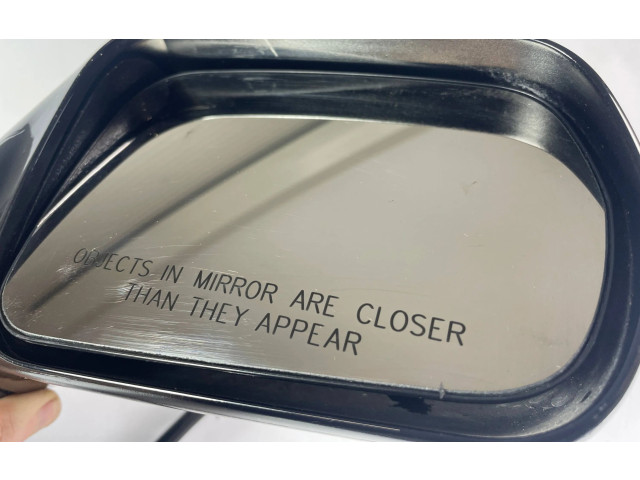 OBJECTS IN MIRROR ARE CLOSER
THAN THEY APPEAR